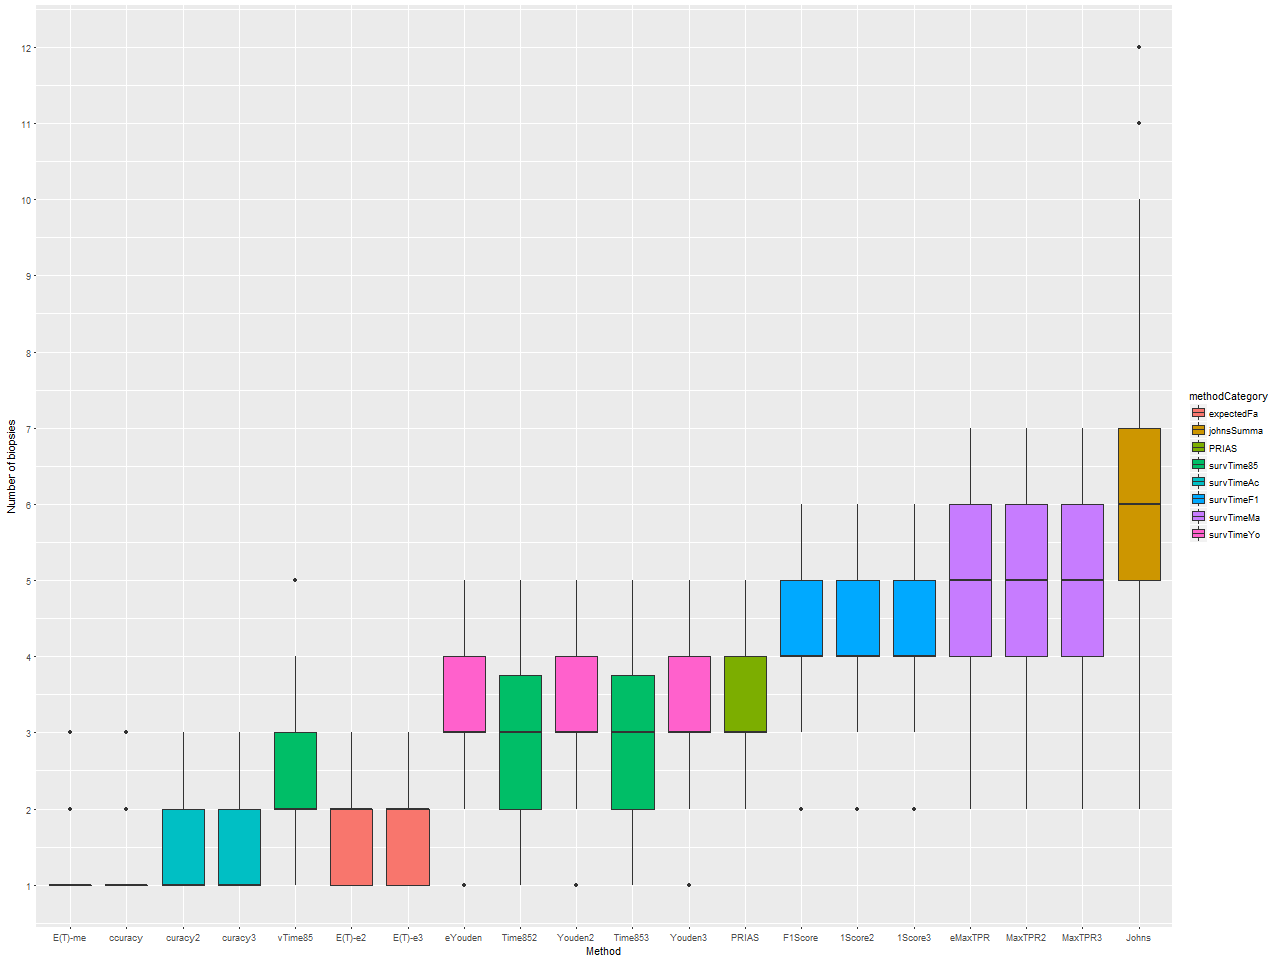 12
11
10
9
8
7
6
5
4
3
2
1
Number of biopsies
E(T)-me ccuracy curacy2 curacy3 vTime85 E(T)-e2 E(T)-e3 eYouden Time852 Youden2 Time853 Youden3 PRIAS F1Score 1Score2 1Score3 eMaxTPR MaxTPR2 MaxTPR3 Johns
Method
methodCategory
expectedFa
johnsSumma
PRIAS
survTime85
survTimeAc
survTimeF1
survTimeMa
survTimeYo